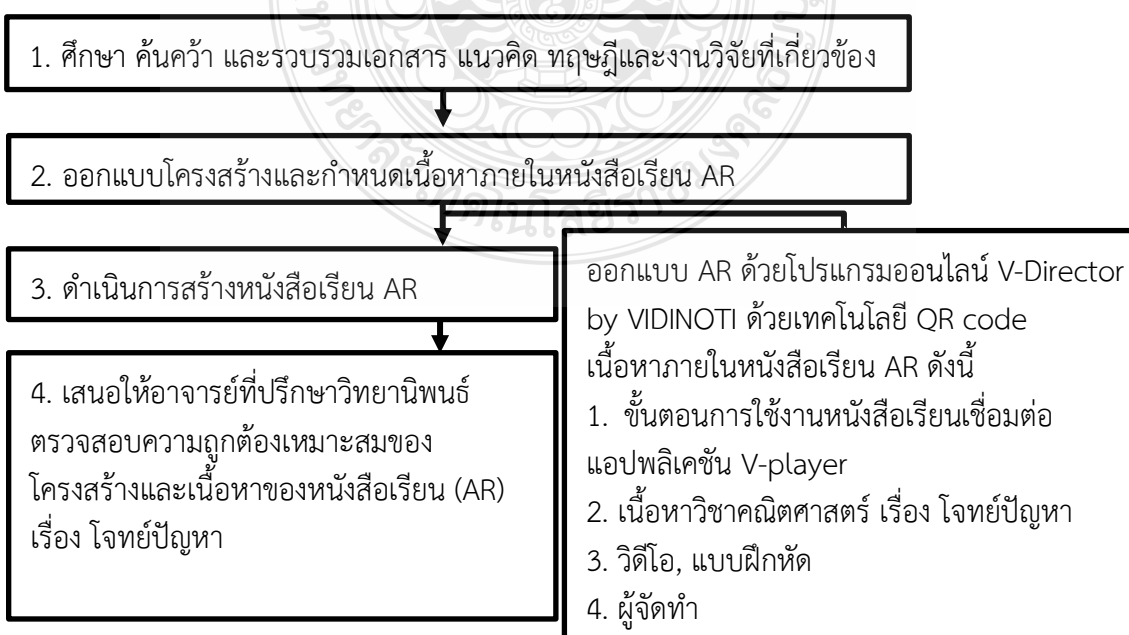 1. ศึกษา ค้นคว้า และรวบรวมเอกสาร แนวคิด ทฤษฎีและงานวิจัยที่เกี่ยวข้อง
2. ออกแบบโครงสร้างและกำหนดเนื้อหาภายในหนังสือเรียน AR
3. ดำเนินการสร้างหนังสือเรียน AR
4. เสนอให้อาจารย์ที่ปรึกษาวิทยานิพนธ์
ตรวจสอบความถูกต้องเหมาะสมของ
โครงสร้างและเนื้อหาของหนังสือเรียน (AR)
เรื่อง โจทย์ปัญหา
ออกแบบ AR ด้วยโปรแกรมออนไลน์ V-Director
by VIDINOTI ด้วยเทคโนโลยี QR code
เนื้อหาภายในหนังสือเรียน AR ดังนี้
1. ขั้นตอนการใช้งานหนังสือเรียนเชื่อมต่อ
แอปพลิเคชัน V-player
2. เนื้อหาวิชาคณิตศาสตร์ เรื่อง โจทย์ปัญหา
3. วิดีโอ, แบบฝึกหัด
4. ผู้จัดทำ